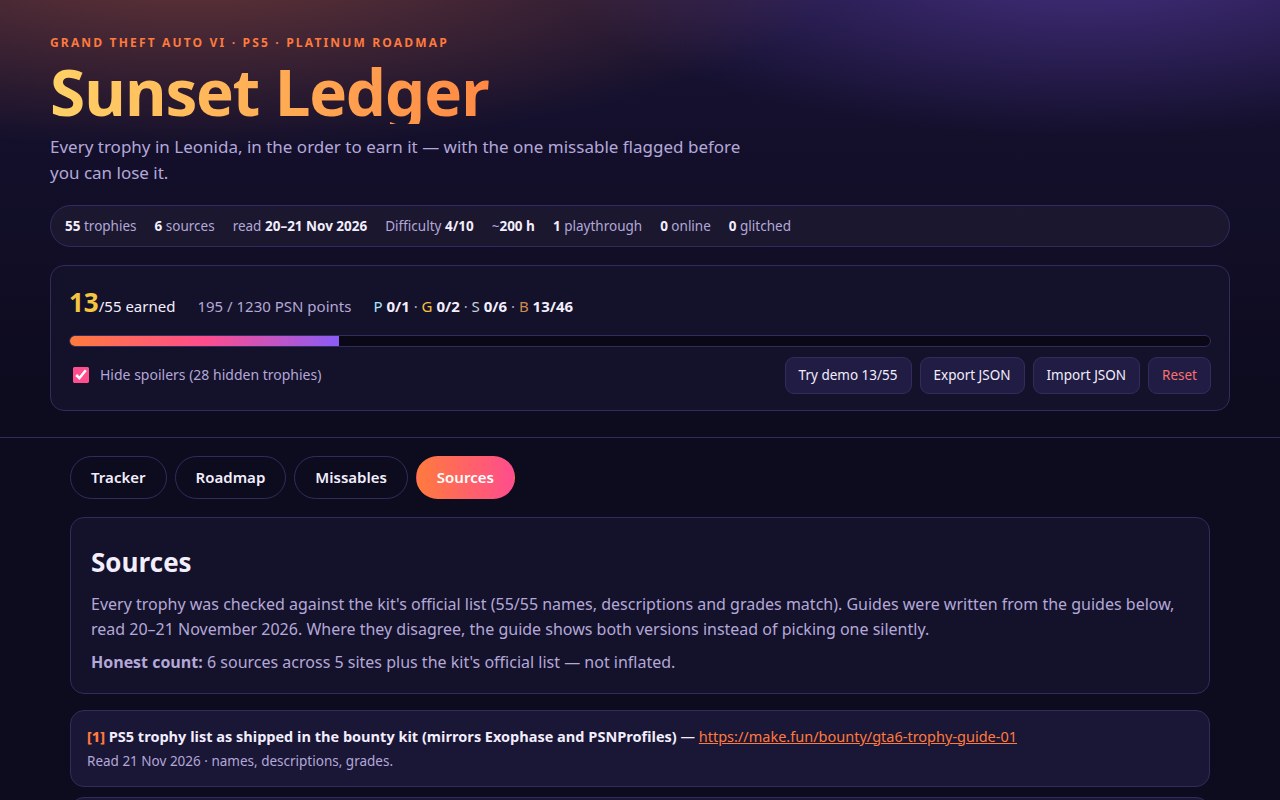 GRAND THEFT AUTO VI · PS5 · PLATINUM ROADMAP
Sunset Ledger
Every trophy in Leonida, in the order to earn it — with the one missable flagged before
you can lose it.
55 trophies 6 sources read 20–21 Nov 2026 Difficulty 4/10 ~200 h 1 playthrough 0 online 0 glitched
13/55 earned 195 / 1230 PSN points P 0/1 · G 0/2 · S 0/6 · B 13/46
Hide spoilers (28 hidden trophies) Try demo 13/55 Export JSON Import JSON Reset
Tracker Roadmap Missables Sources
Sources
Every trophy was checked against the kit's official list (55/55 names, descriptions and grades match). Guides were written from the guides below,
read 20–21 November 2026. Where they disagree, the guide shows both versions instead of picking one silently.
Honest count: 6 sources across 5 sites plus the kit's official list — not inflated.
[1] PS5 trophy list as shipped in the bounty kit (mirrors Exophase and PSNProfiles) — https://make.fun/bounty/gta6-trophy-guide-01
Read 21 Nov 2026 · names, descriptions, grades.